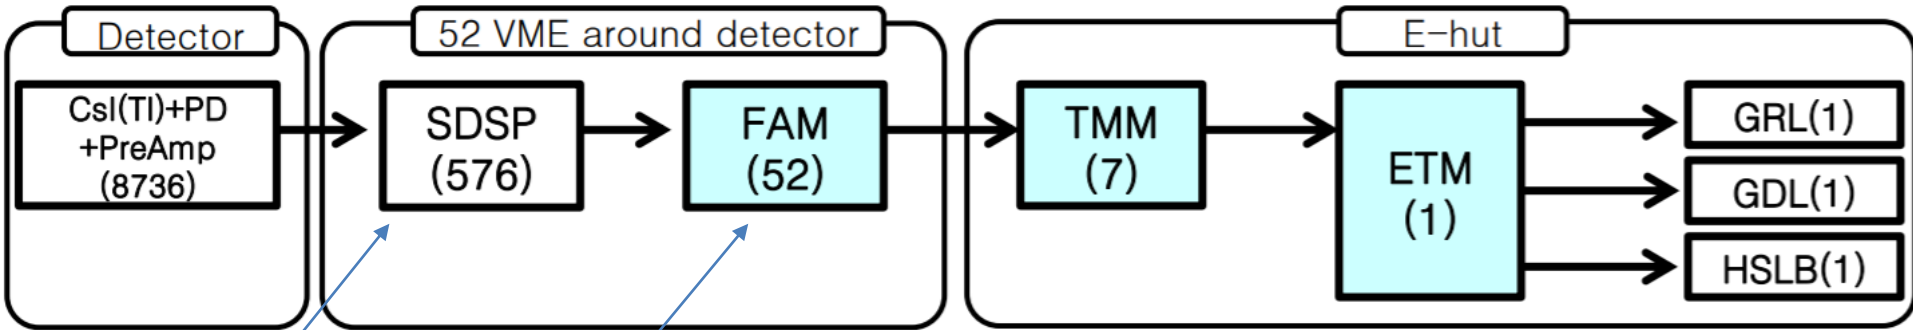 Detector
52 VME around detector
E-hut
CsI(Tl)+PD
+PreAmp
(8736)
SDSP
(576)
FAM
(52)
TMM
(7)
ETM
(1)
GRL(1)
GDL(1)
HSLB(1)